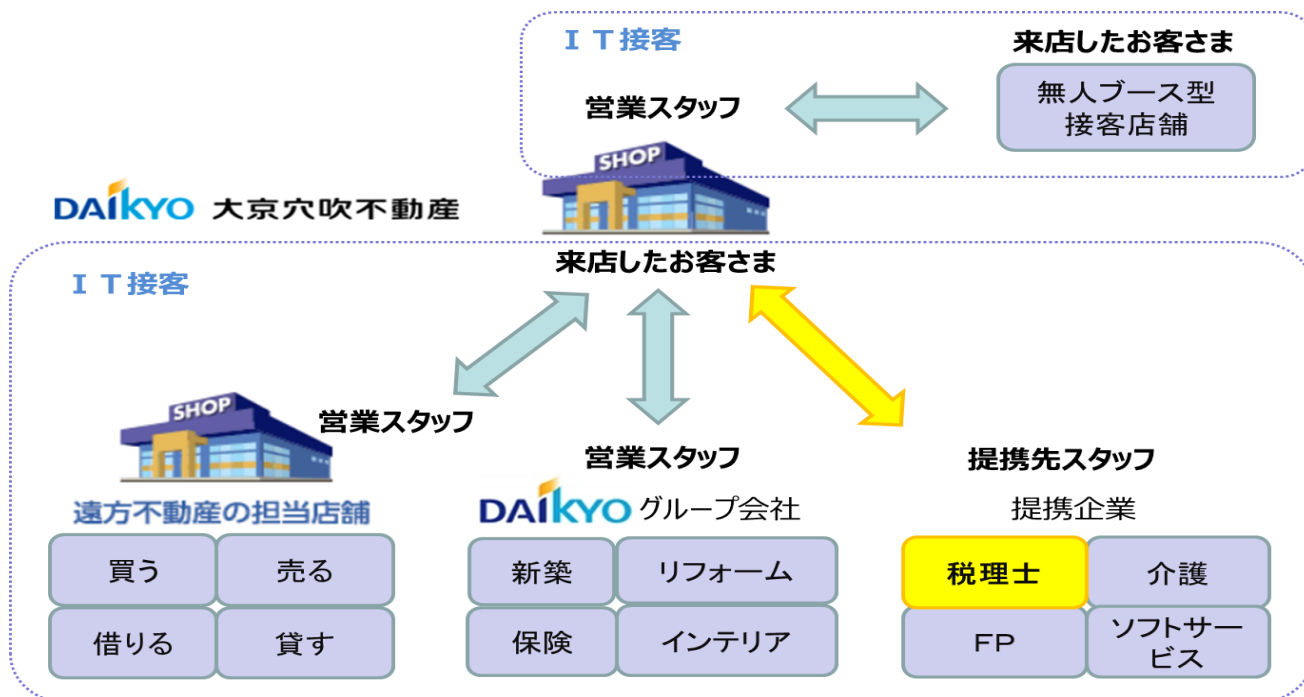 ＩＴ接客
来店したお客さま
営業スタッフ
無人ブース型
接客店舗
SHOP
DAIKYO 大京穴吹不動産
来店したお客さま
ＩＴ接客
SHOP
営業スタッフ
営業スタッフ
提携先スタッフ
遠方不動産の担当店舗
DAIKYO グループ会社
提携企業
買う
売る
新築
リフォーム
税理士
介護
借りる
貸す
保険
インテリア
FP
ソフトサー
ビス